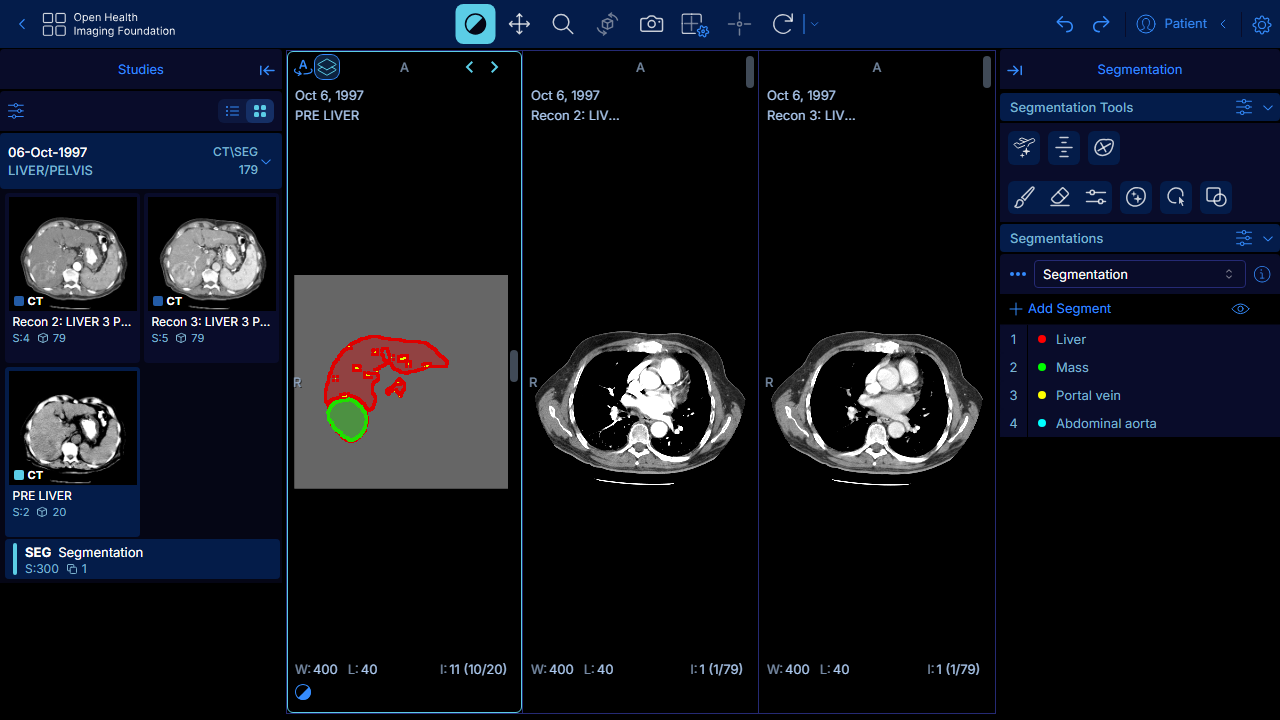 Open Health
Imaging Foundation
Patient
Studies
06-Oct-1997
CT\SEG
LIVER/PELVIS
179
CT
Recon 2: LIVER 3 P...
S:4 79
CT
Recon 3: LIVER 3 P...
S:5 79
CT
PRE LIVER
S:2 20
SEG Segmentation
S:300 1
A
A
Oct 6, 1997
PRE LIVER
R
W:400 L:40 I:11 (10/20)
A
Oct 6, 1997
Recon 2: LIV...
R
W:400 L:40 I:1 (1/79)
A
Oct 6, 1997
Recon 3: LIV...
R
W:400 L:40 I:1 (1/79)
Segmentation
Segmentation Tools
Segmentations
Segmentation
Add Segment
1 Liver
2 Mass
3 Portal vein
4 Abdominal aorta